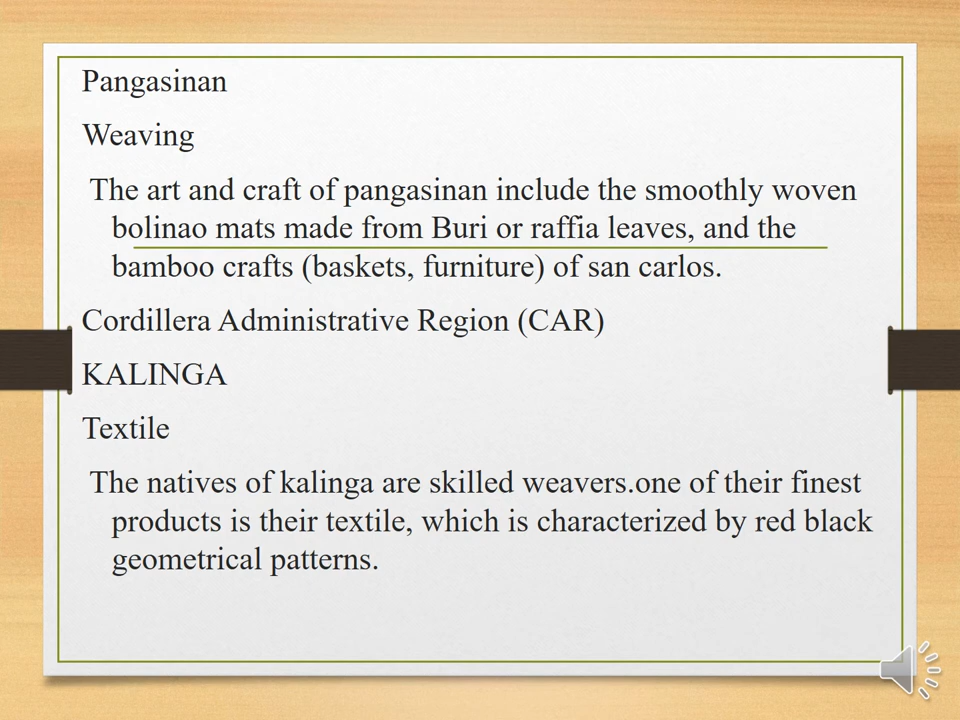 Pangasinan
Weaving
The art and craft of pangasinan include the smoothly woven
bolinao mats made from Buri or raffia leaves, and the
bamboo crafts (baskets, furniture) of san carlos.
Cordillera Administrative Region (CAR)
KALINGA
Textile
The natives of kalinga are skilled weavers.one of their finest
products is their textile, which is characterized by red black
geometrical patterns.